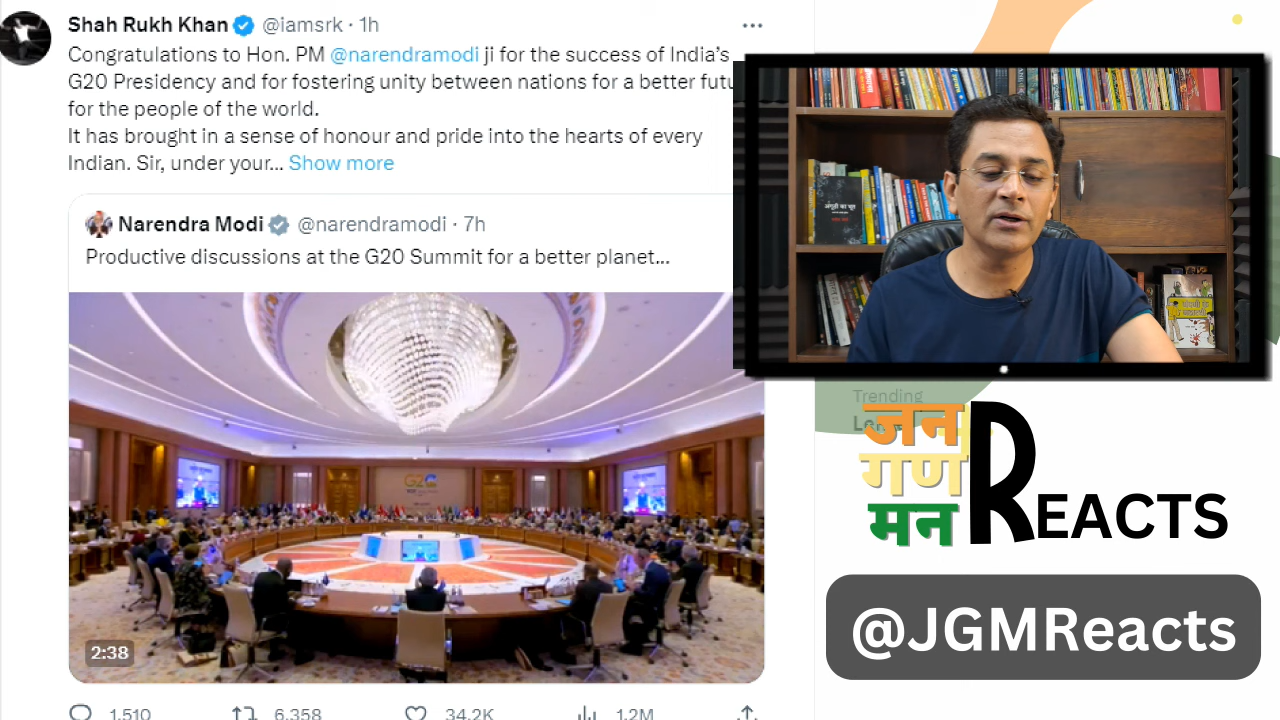 Shah Rukh Khan @iamsrk · 1h
Congratulations to Hon. PM @narendramodi ji for the success of India’s
G20 Presidency and for fostering unity between nations for a better futu
for the people of the world.
It has brought in a sense of honour and pride into the hearts of every
Indian. Sir, under your... Show more
Narendra Modi @narendramodi · 7h
Productive discussions at the G20 Summit for a better planet...
G20
2:38
1,510 6,358 34.2K 1.2M
Trending
जन
गण
मन
REACTS
@JGMReacts